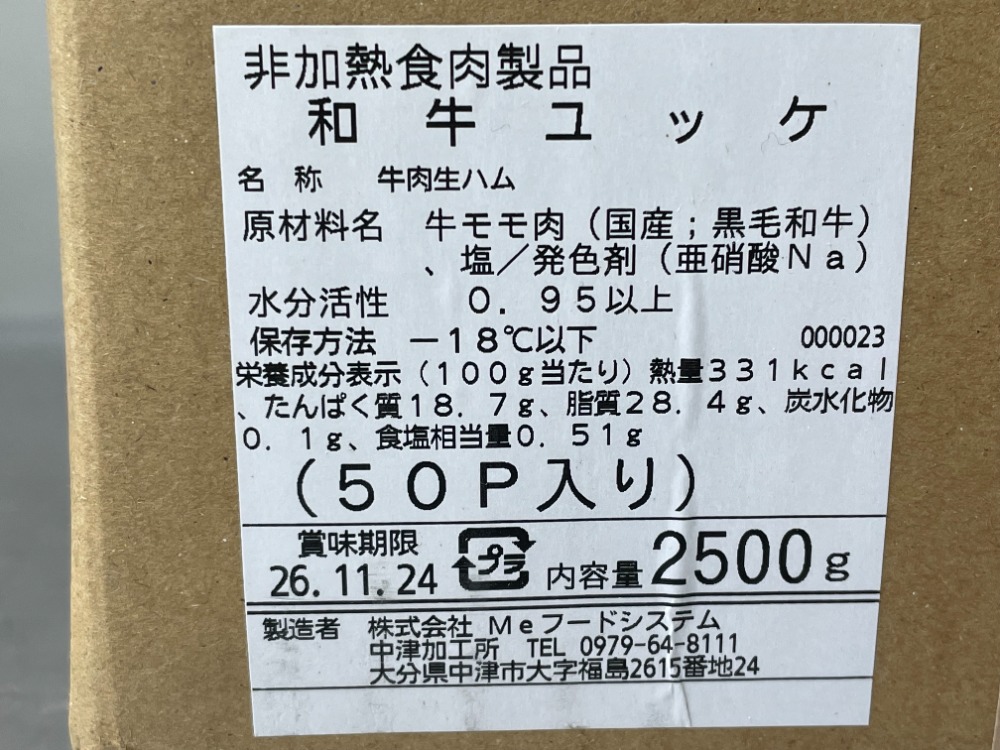 非加熱食肉製品
和牛ユッケ
名称 牛肉生ハム
原材料名 牛モモ肉（国産；黒毛和牛）
、塩／発色剤（亜硝酸Ｎａ）
水分活性 ０．９５以上
保存方法 －１８℃以下 000023
栄養成分表示（１００ｇ当たり）熱量３３１ｋｃａｌ
、たんぱく質１８．７ｇ、脂質２８．４ｇ、炭水化物
０．１ｇ、食塩相当量０．５１ｇ
（５０Ｐ入り）
賞味期限
26.11.24 プラ 内容量 2500ｇ
製造者 株式会社 Ｍｅフードシステム
中津加工所 TEL 0979-64-8111
大分県中津市大字福島2615番地24